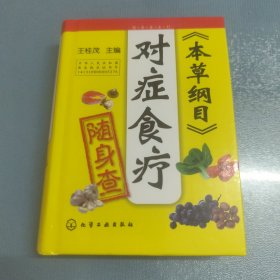 王桂茂 主编
《本草纲目》
对症食疗
随身查
化学工业出版社